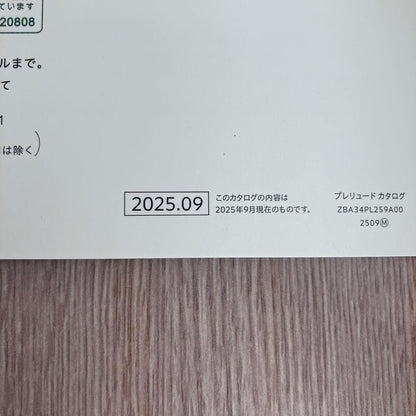 ています
20808
ルまで。
て
1
は除く）
2025.09
このカタログの内容は
2025年9月現在のものです。
プレリュード カタログ
ZBA34PL259A00
2509Ⓜ